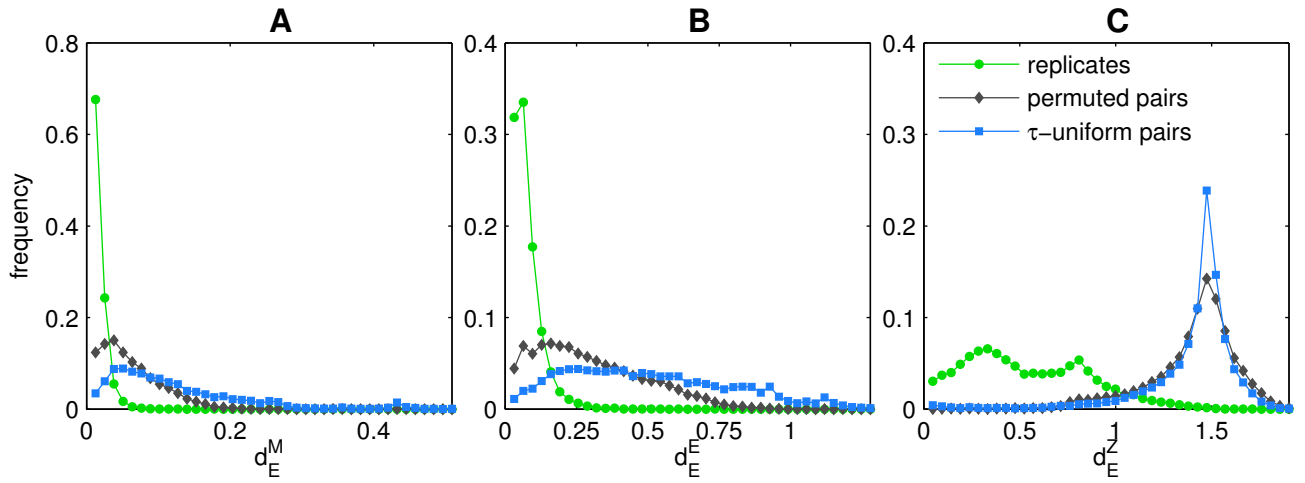 A
B
C
0.8
0.6
0.4
0.2
0
0
0.2
0.4
frequency
d_E^M
0.4
0.3
0.2
0.1
0
0
0.25
0.5
0.75
1
d_E^E
0.4
0.3
0.2
0.1
0
0
0.5
1
1.5
d_E^Z
replicates
permuted pairs
τ−uniform pairs